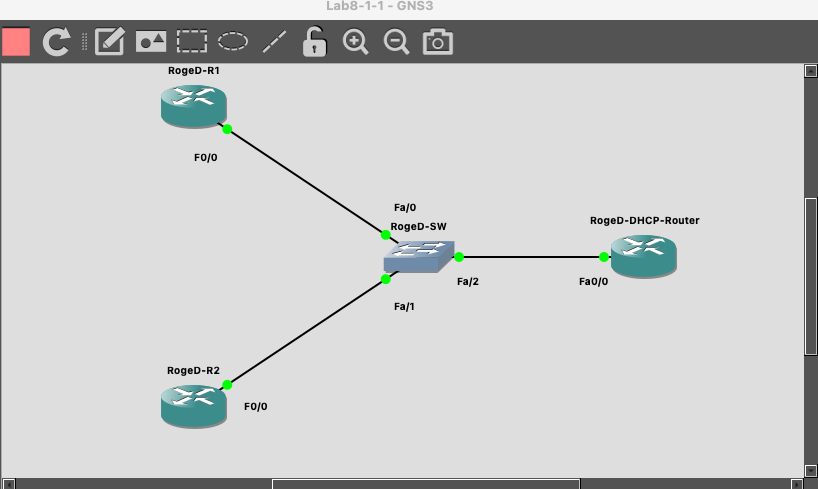 Lab8-1-1 - GNS3
RogeD-R1
F0/0
Fa/0
RogeD-SW
RogeD-DHCP-Router
Fa/2
Fa0/0
Fa/1
RogeD-R2
F0/0